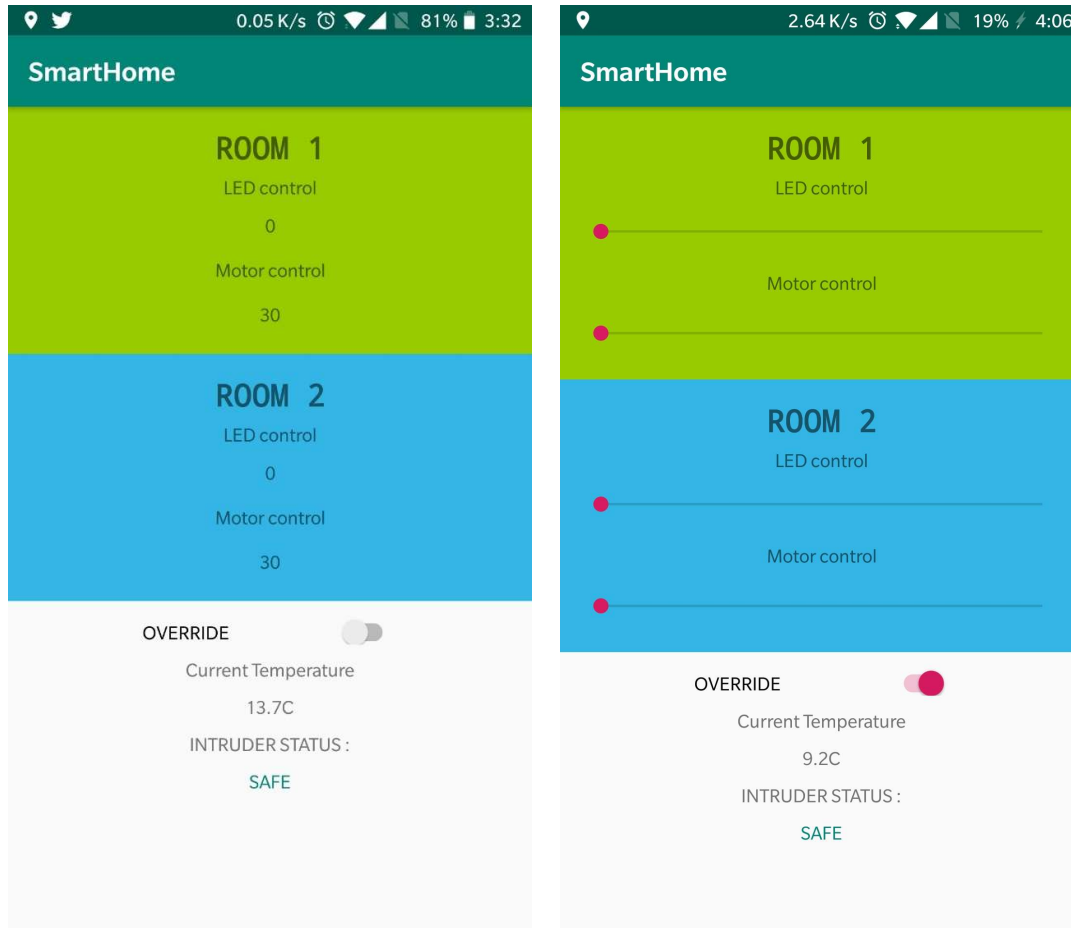 0.05 K/s 81% 3:32
SmartHome
ROOM 1
LED control
0
Motor control
30
ROOM 2
LED control
0
Motor control
30
OVERRIDE
Current Temperature
13.7C
INTRUDER STATUS :
SAFE
2.64 K/s 19% 4:06
SmartHome
ROOM 1
LED control
Motor control
ROOM 2
LED control
Motor control
OVERRIDE
Current Temperature
9.2C
INTRUDER STATUS :
SAFE